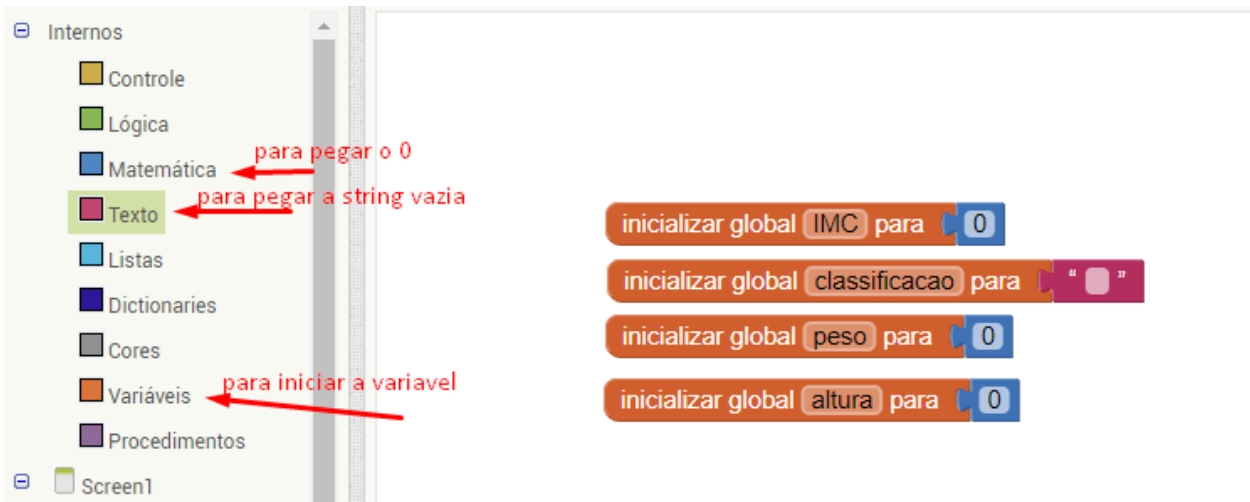 Internos
Controle
Lógica
Matemática
para pegar o 0
Texto
para pegar a string vazia
Listas
Dictionaries
Cores
Variáveis
para iniciar a variavel
Procedimentos
Screen1
inicializar global IMC para 0
inicializar global classificacao para “ ”
inicializar global peso para 0
inicializar global altura para 0